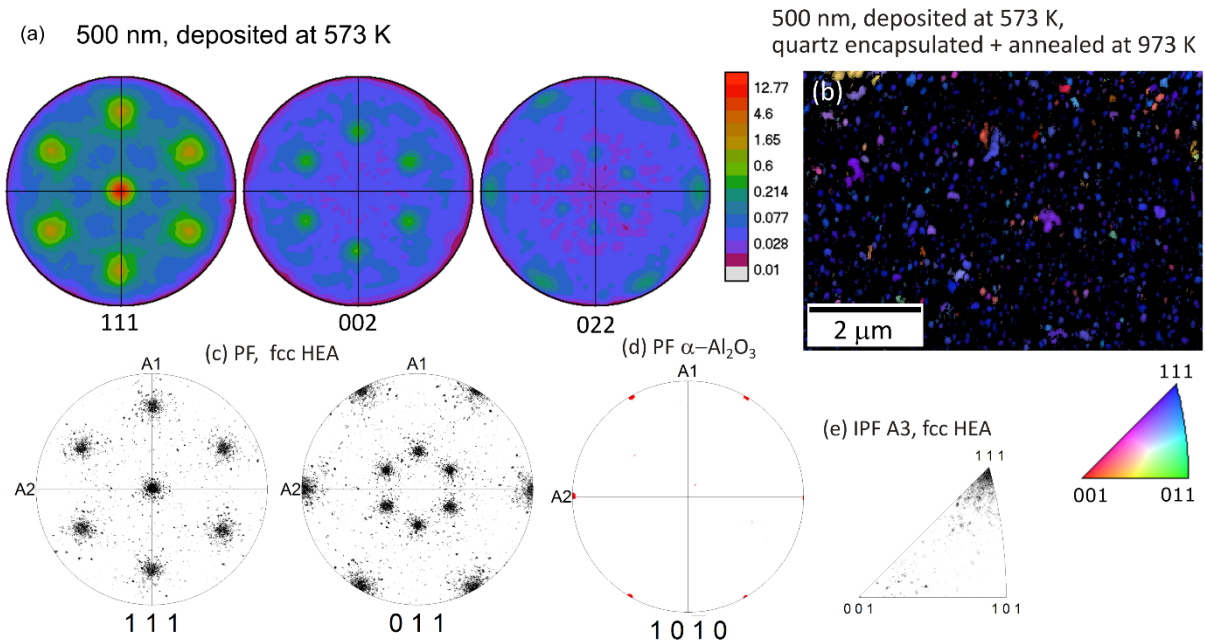 (a) 500 nm, deposited at 573 K
500 nm, deposited at 573 K,
quartz encapsulated + annealed at 973 K
(b)
12.77
4.6
1.65
0.6
0.214
0.077
0.028
0.01
111
002
022
2 μm
(c) PF, fcc HEA
(d) PF α–Al₂O₃
A1
A1
A1
A2
A2
A2
1 1 1
0 1 1
1 0 1 0
(e) IPF A3, fcc HEA
1 1 1
0 0 1
1 0 1
111
001
011